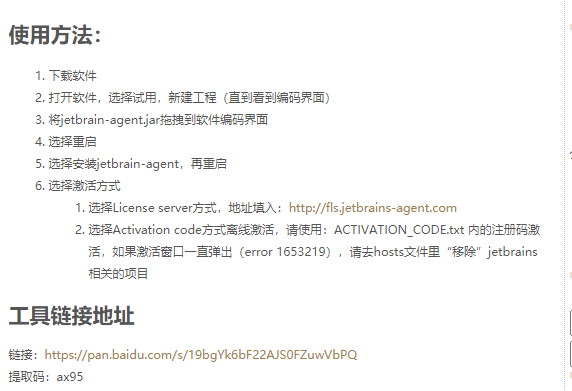 使用方法：
1. 下载软件
2. 打开软件，选择试用，新建工程（直到看到编码界面）
3. 将jetbrain-agent.jar拖拽到软件编码界面
4. 选择重启
5. 选择安装jetbrain-agent，再重启
6. 选择激活方式
1. 选择License server方式，地址填入：http://fls.jetbrains-agent.com
2. 选择Activation code方式离线激活，请使用：ACTIVATION_CODE.txt 内的注册码激
活，如果激活窗口一直弹出（error 1653219），请去hosts文件里“移除”jetbrains
相关的项目
工具链接地址
链接：https://pan.baidu.com/s/19bgYk6bF22AJS0FZuwVbPQ
提取码：ax95